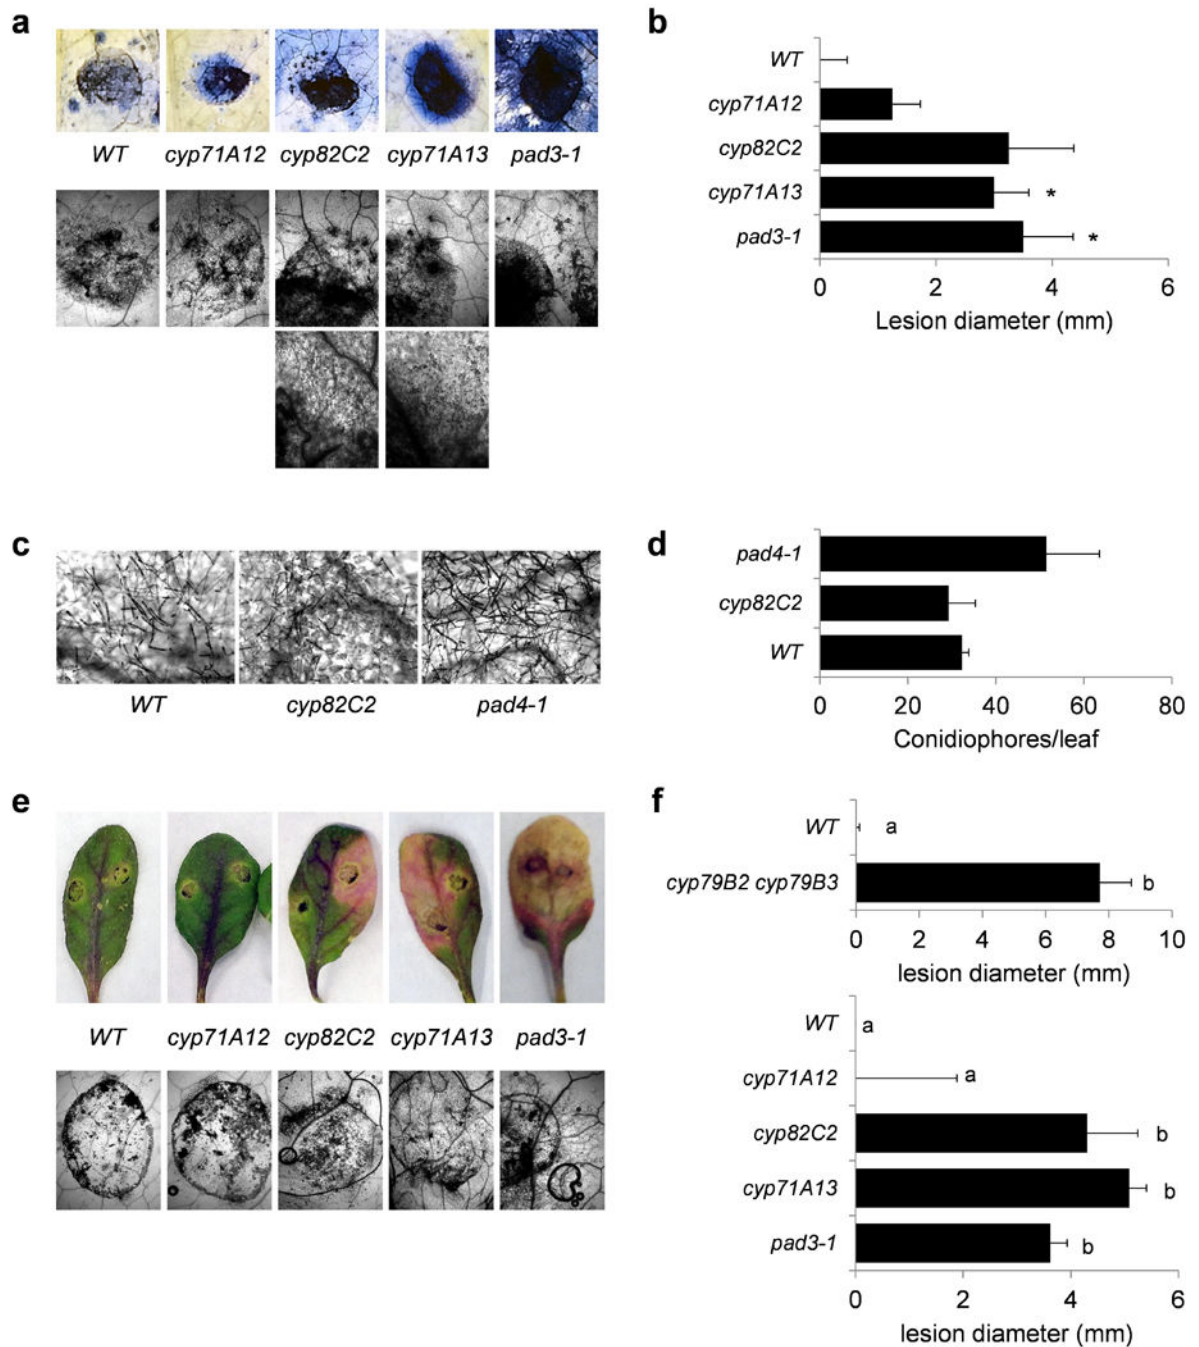 a
WT cyp71A12 cyp82C2 cyp71A13 pad3-1
b
WT
cyp71A12
cyp82C2
cyp71A13 *
pad3-1 *
0 2 4 6
Lesion diameter (mm)
c
WT cyp82C2 pad4-1
d
pad4-1
cyp82C2
WT
0 20 40 60 80
Conidiophores/leaf
e
WT cyp71A12 cyp82C2 cyp71A13 pad3-1
f
WT a
cyp79B2 cyp79B3 b
0 2 4 6 8 10
lesion diameter (mm)
WT a
cyp71A12 a
cyp82C2 b
cyp71A13 b
pad3-1 b
0 2 4 6
lesion diameter (mm)